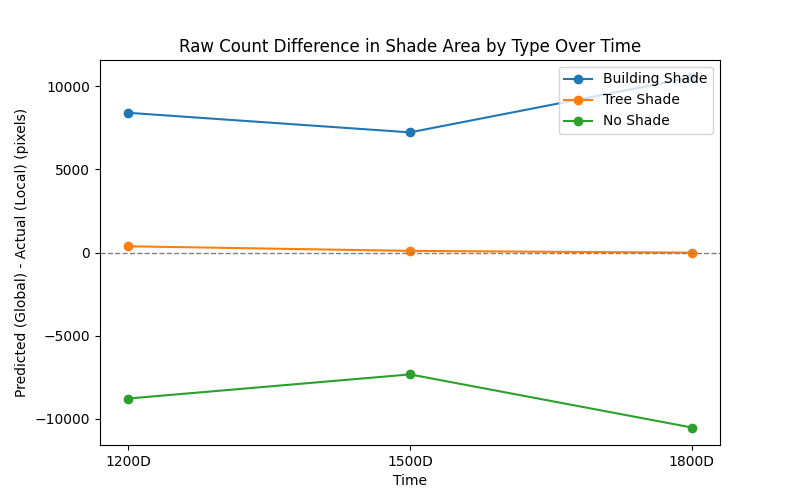 Raw Count Difference in Shade Area by Type Over Time
Building Shade
Tree Shade
No Shade
Predicted (Global) - Actual (Local) (pixels)
10000
5000
0
−5000
−10000
1200D
1500D
1800D
Time